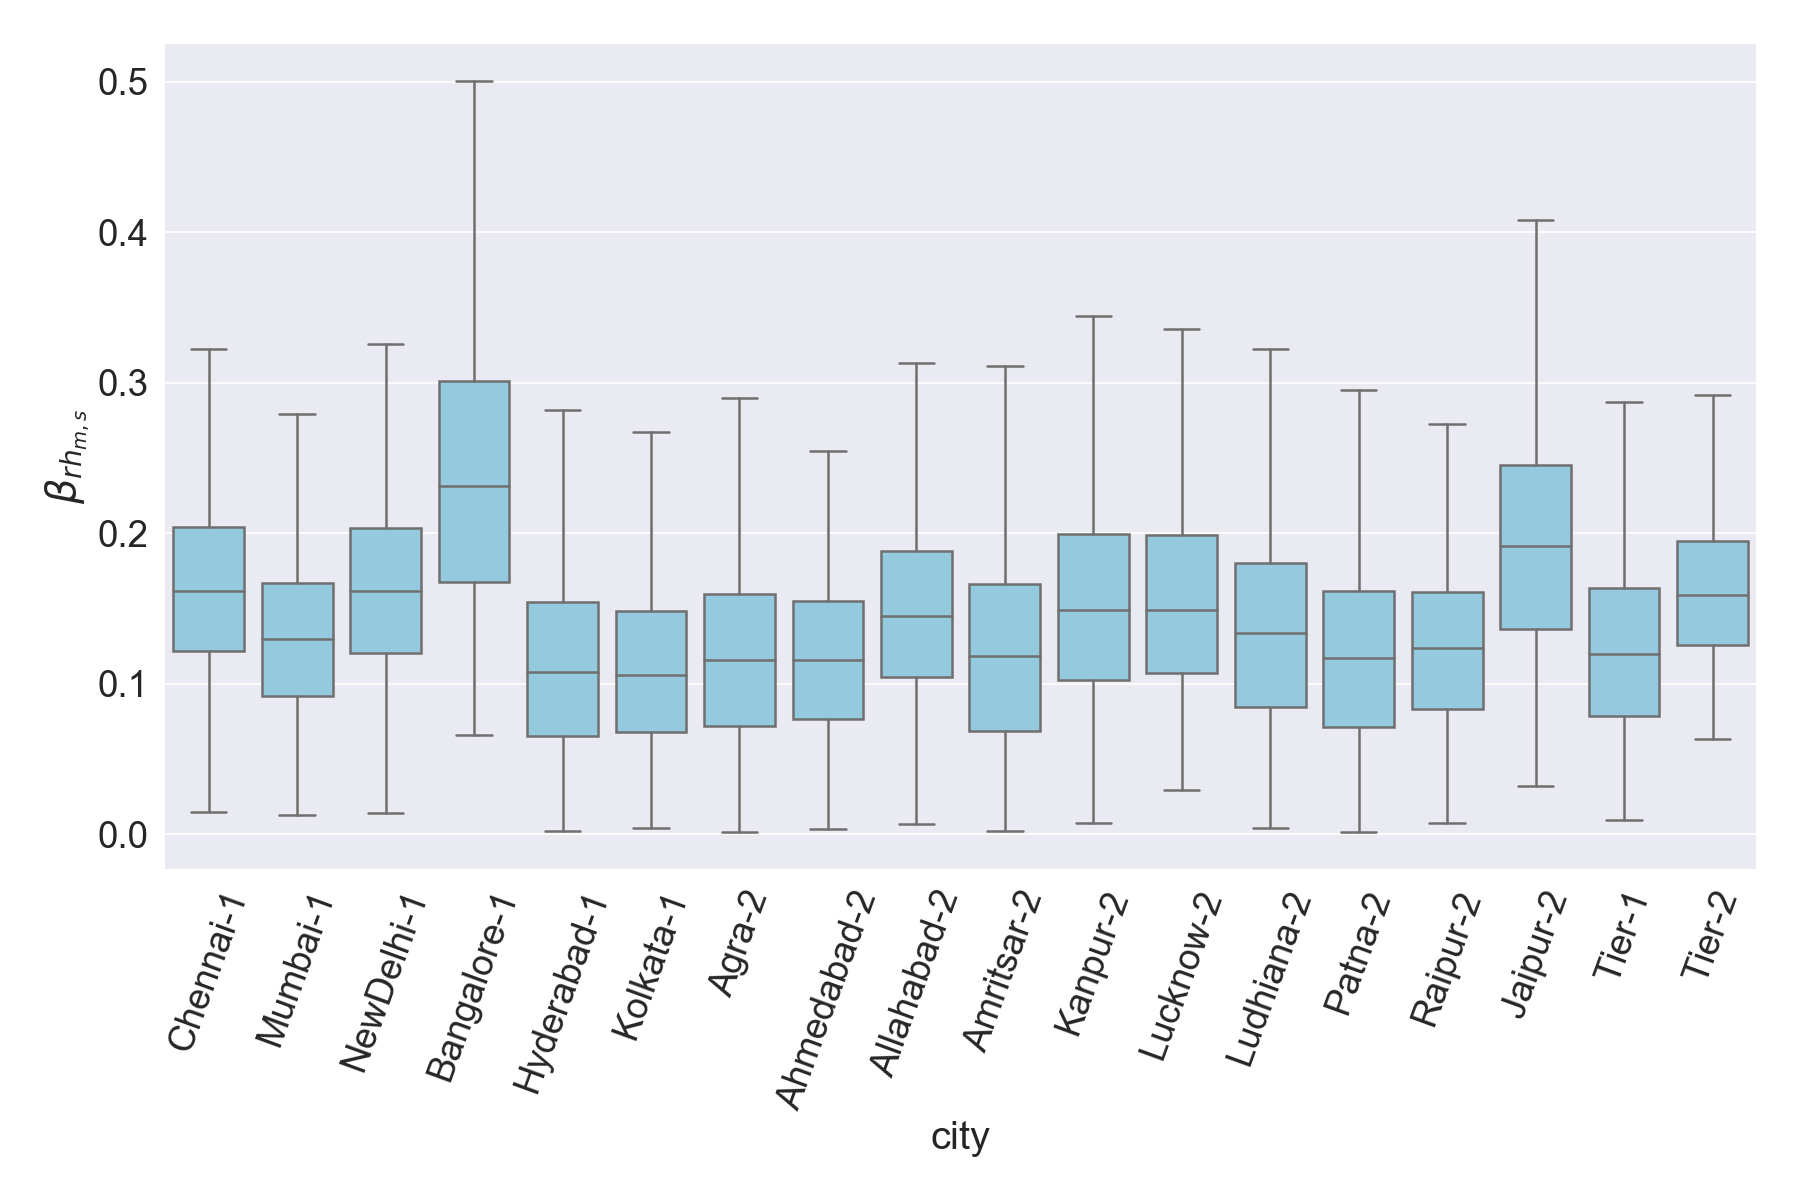 0.5
0.4
0.3
0.2
0.1
0.0
βrhm,s
Chennai-1
Mumbai-1
NewDelhi-1
Bangalore-1
Hyderabad-1
Kolkata-1
Agra-2
Ahmedabad-2
Allahabad-2
Amritsar-2
Kanpur-2
Lucknow-2
Ludhiana-2
Patna-2
Raipur-2
Jaipur-2
Tier-1
Tier-2
city